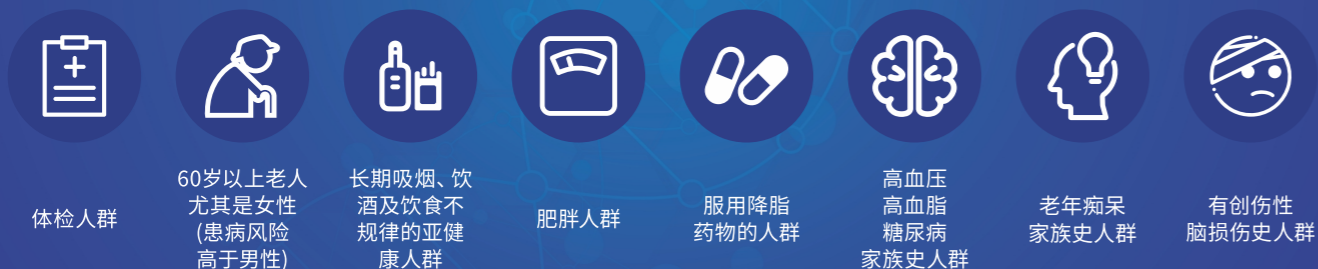 体检人群
60岁以上老人
尤其是女性
(患病风险
高于男性)
长期吸烟、饮
酒及饮食不
规律的亚健
康人群
肥胖人群
服用降脂
药物的人群
高血压
高血脂
糖尿病
家族史人群
老年痴呆
家族史人群
有创伤性
脑损伤史人群